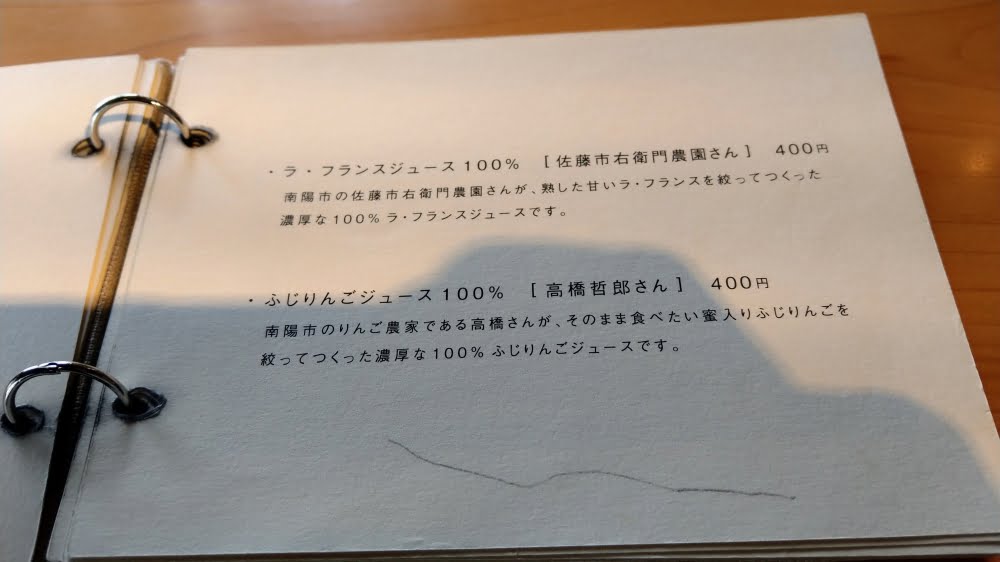 ・ラ・フランスジュース100% [佐藤市右衛門農園さん] 400円
南陽市の佐藤市右衛門農園さんが、熟した甘いラ・フランスを絞ってつくった
濃厚な100%ラ・フランスジュースです。
・ふじりんごジュース100% [高橋哲郎さん] 400円
南陽市のりんご農家である高橋さんが、そのまま食べたい蜜入りふじりんごを
絞ってつくった濃厚な100%ふじりんごジュースです。